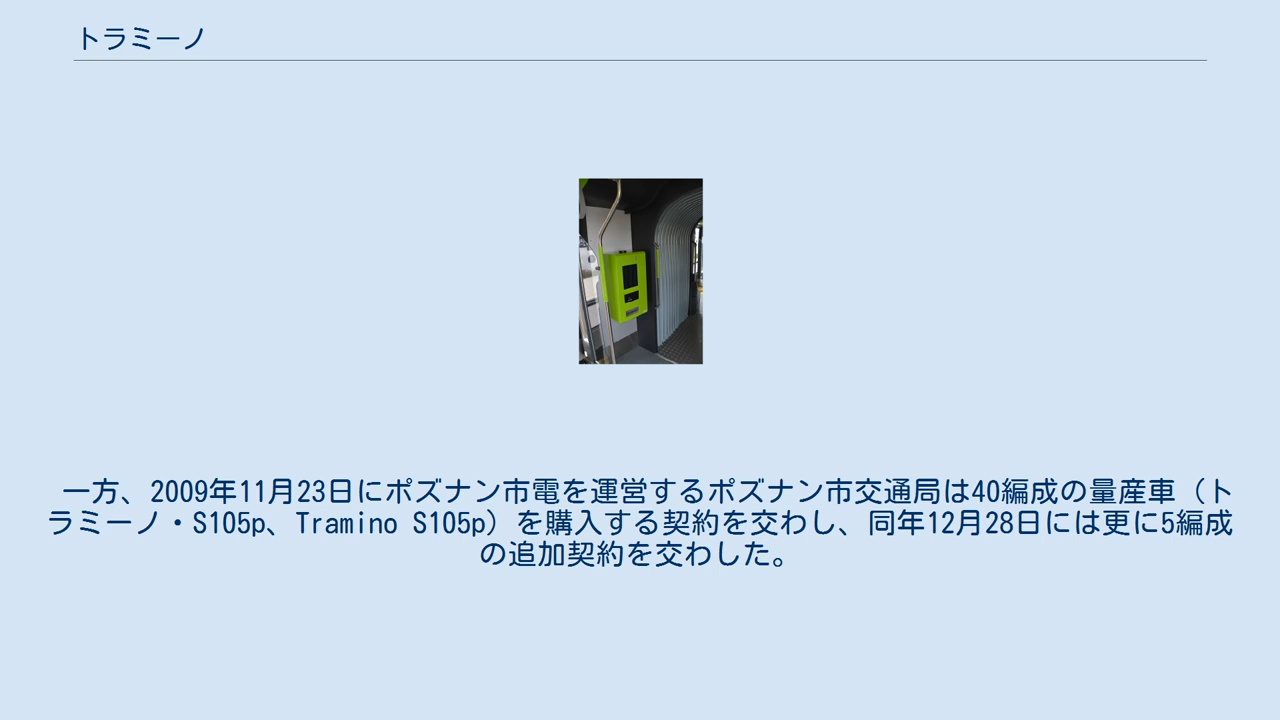 トラミーノ
一方、2009年11月23日にポズナン市電を運営するポズナン市交通局は40編成の量産車（ト
ラミーノ・S105p、Tramino S105p）を購入する契約を交わし、同年12月28日には更に5編成
の追加契約を交わした。